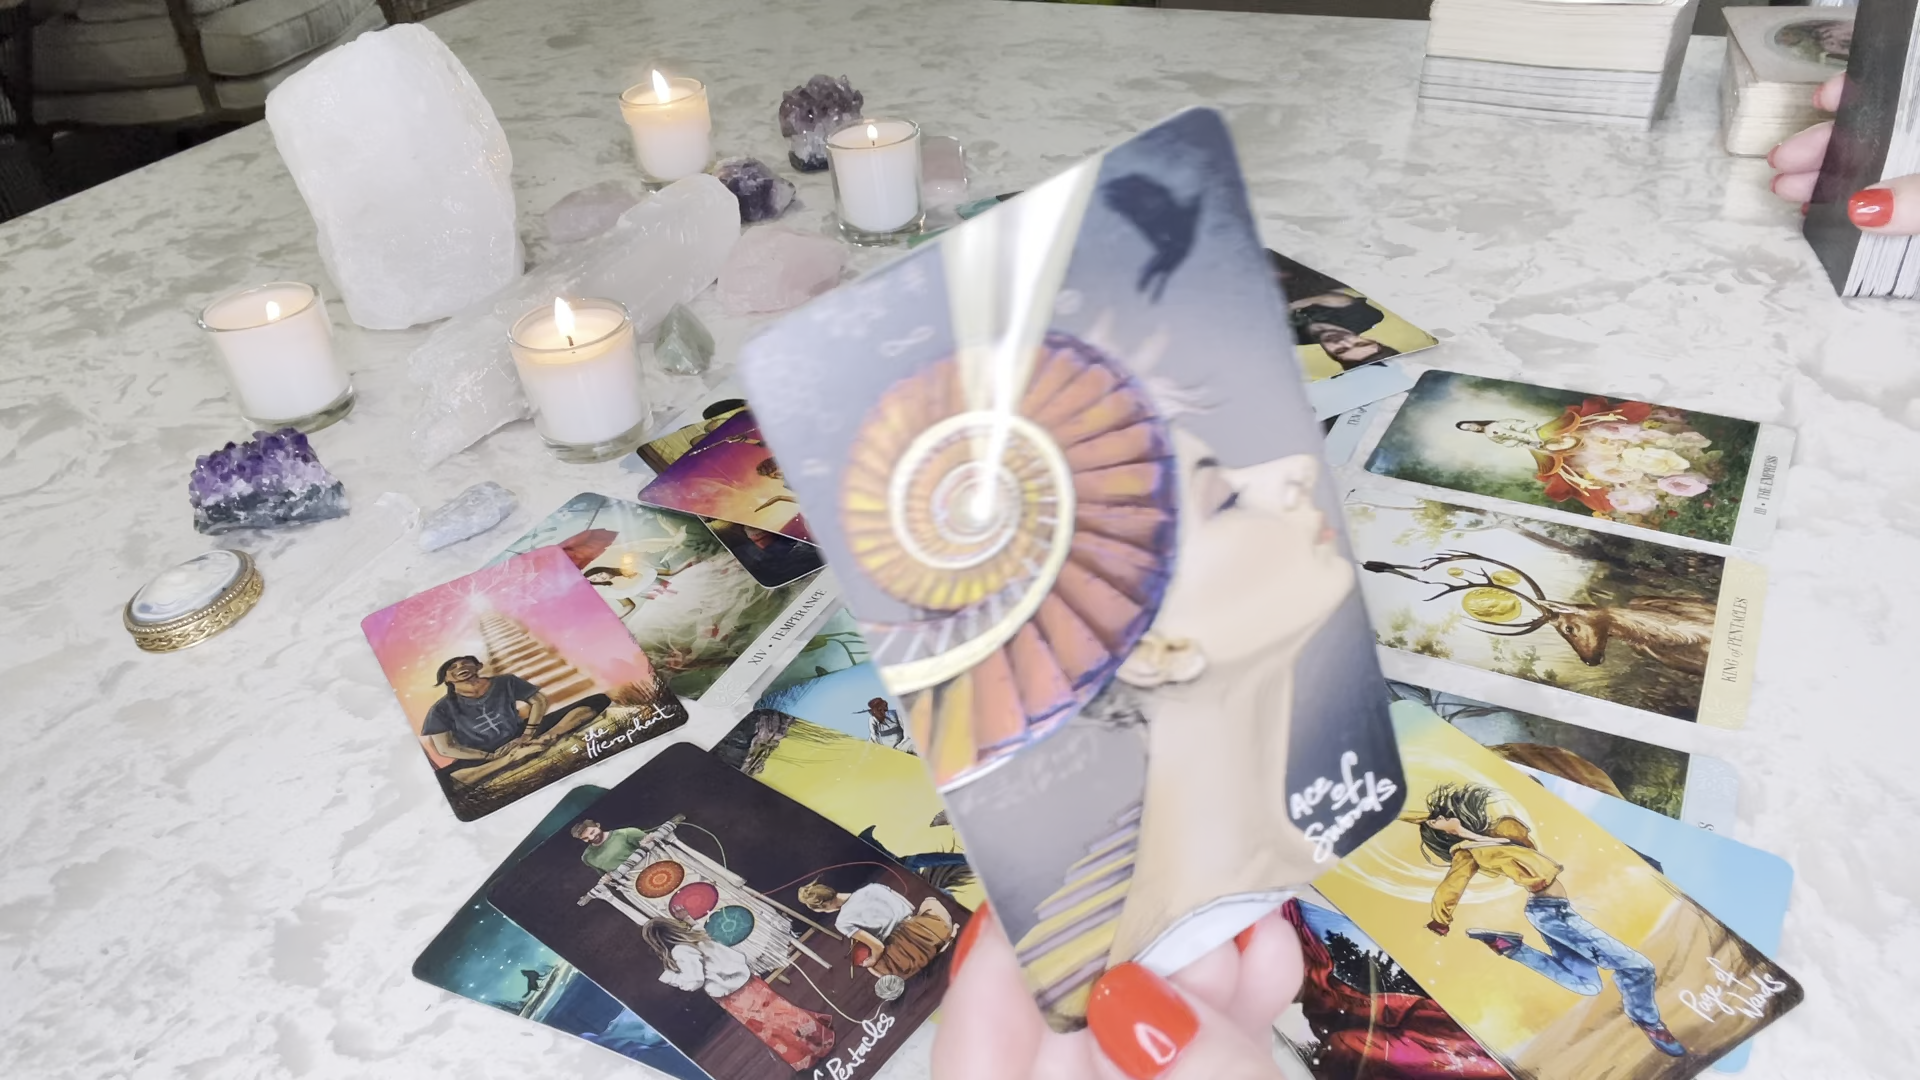 III • THE EMPRESS
KING of PENTACLES
XIV • TEMPERANCE
5. the
Hierophant
Ace
of
Swords
Page of
Wands
Pentacles